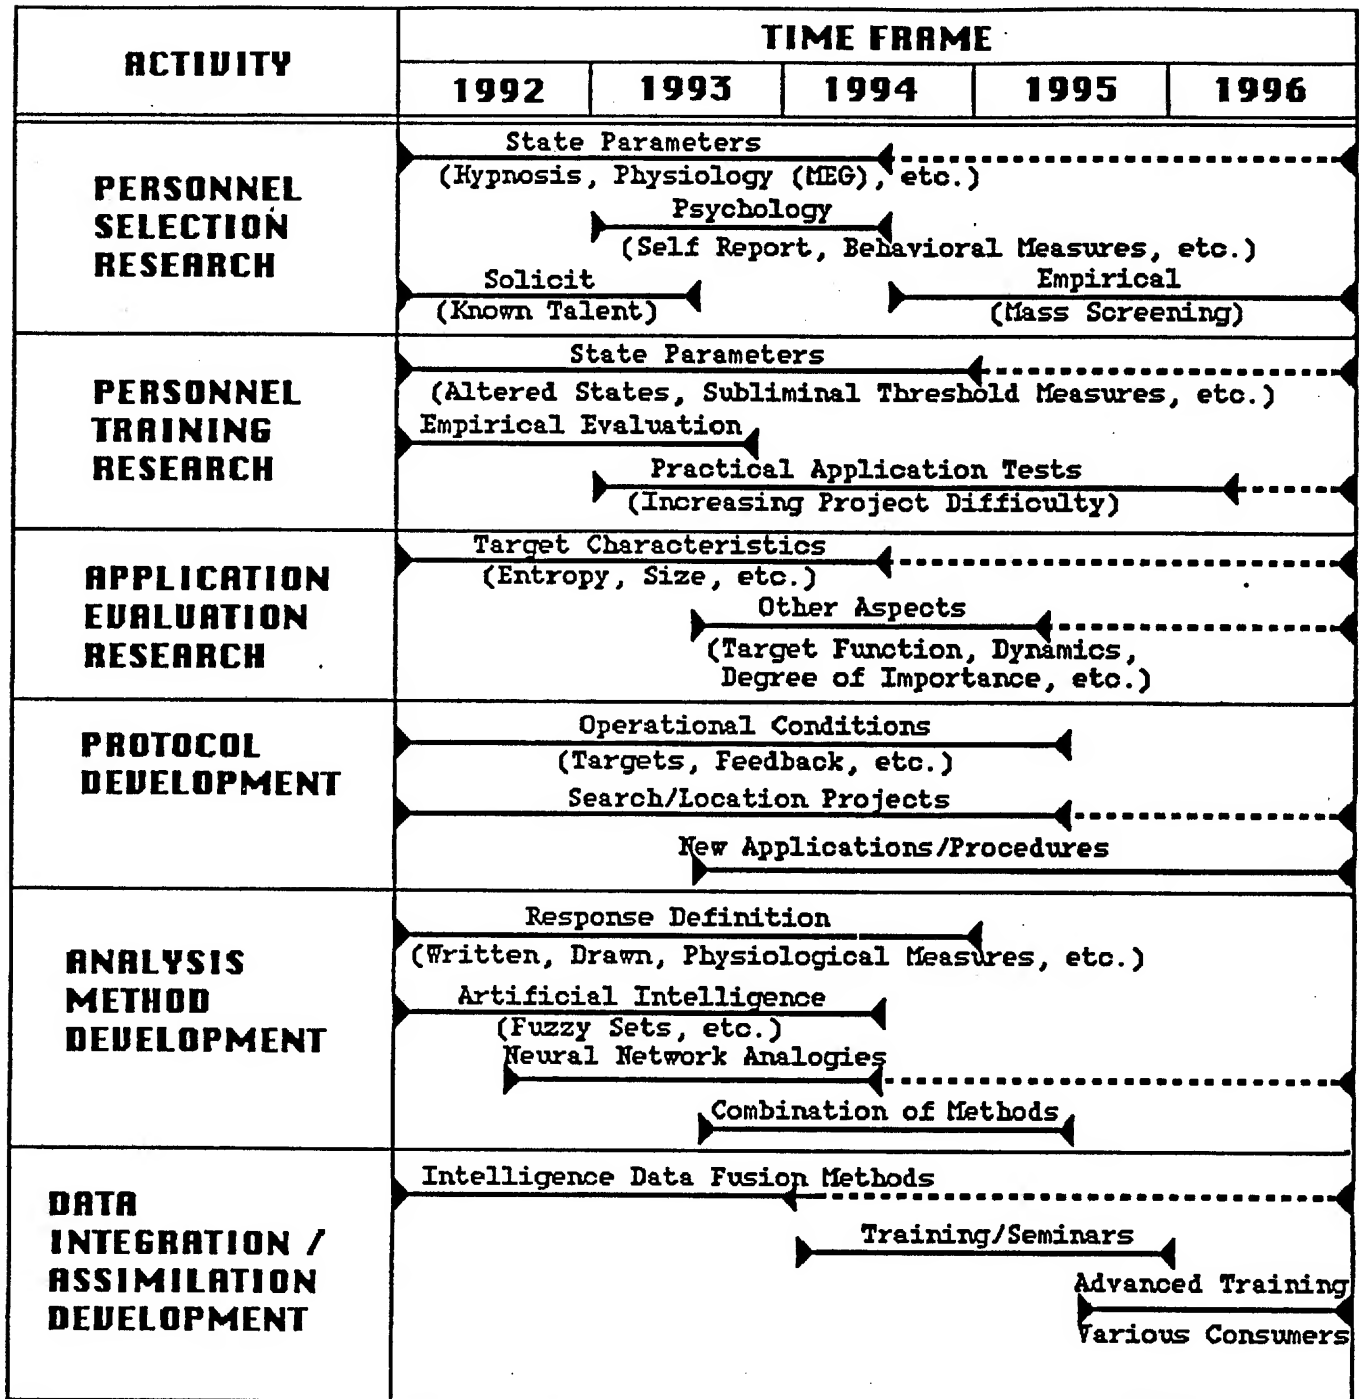 ACTIVITY
TIME FRAME
1992 1993 1994 1995 1996
PERSONNEL
SELECTION
RESEARCH
State Parameters
(Hypnosis, Physiology (MEG), etc.)
Psychology
(Self Report, Behavioral Measures, etc.)
Solicit
(Known Talent)
Empirical
(Mass Screening)
PERSONNEL
TRAINING
RESEARCH
State Parameters
(Altered States, Subliminal Threshold Measures, etc.)
Empirical Evaluation
Practical Application Tests
(Increasing Project Difficulty)
APPLICATION
EVALUATION
RESEARCH
Target Characteristics
(Entropy, Size, etc.)
Other Aspects
(Target Function, Dynamics,
Degree of Importance, etc.)
PROTOCOL
DEVELOPMENT
Operational Conditions
(Targets, Feedback, etc.)
Search/Location Projects
New Applications/Procedures
ANALYSIS
METHOD
DEVELOPMENT
Response Definition
(Written, Drawn, Physiological Measures, etc.)
Artificial Intelligence
(Fuzzy Sets, etc.)
Neural Network Analogies
Combination of Methods
DATA
INTEGRATION /
ASSIMILATION
DEVELOPMENT
Intelligence Data Fusion Methods
Training/Seminars
Advanced Training
Various Consumers